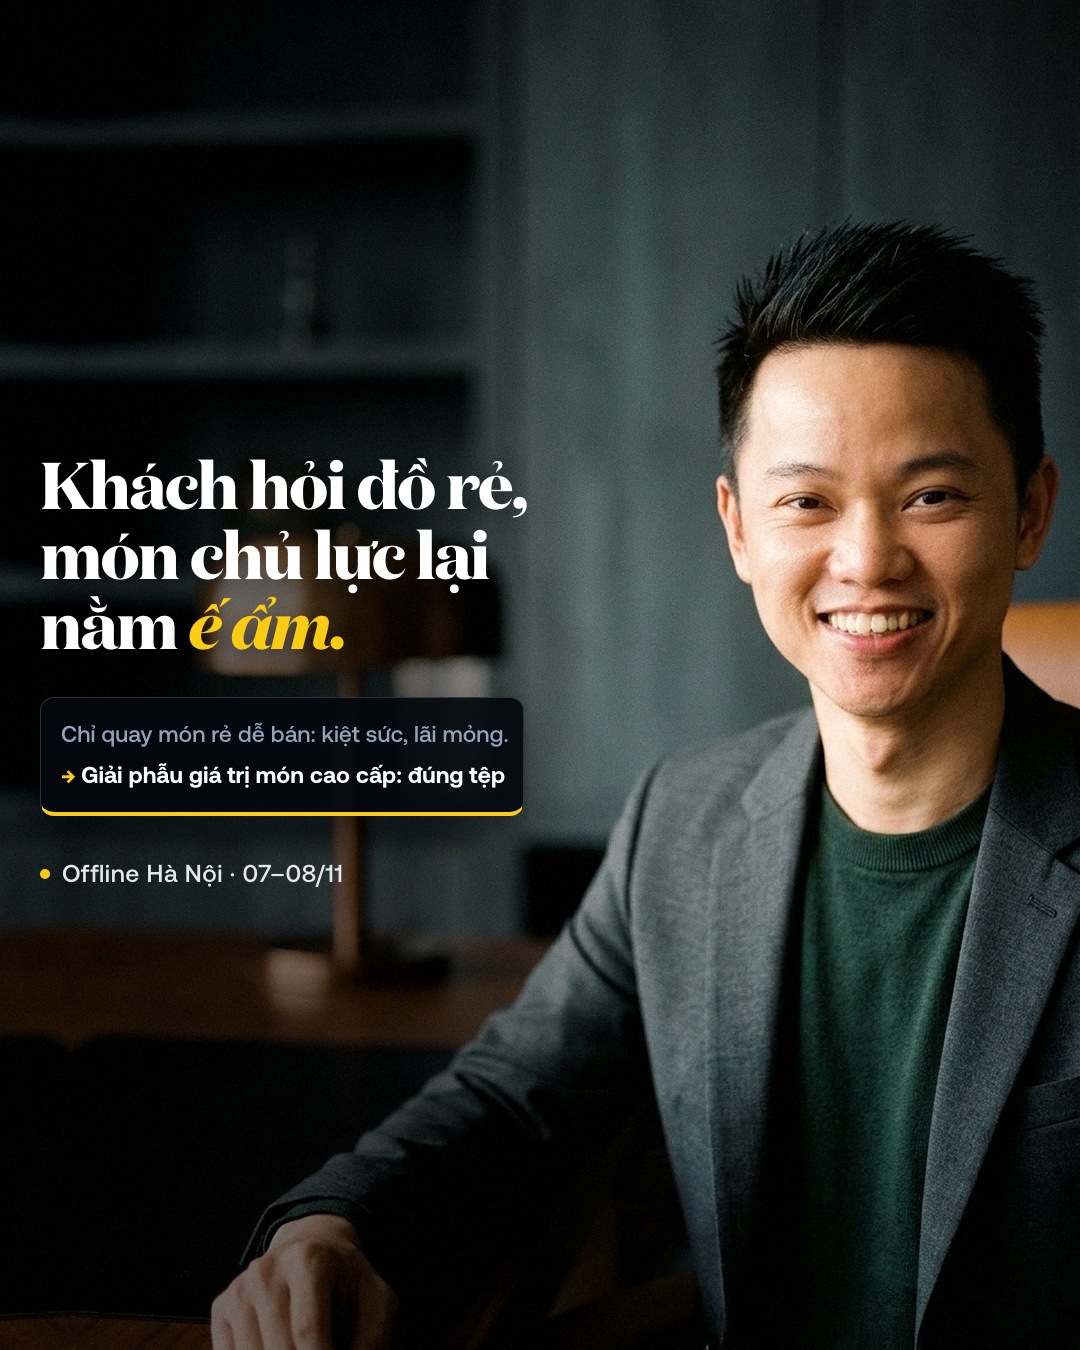 Khách hỏi đồ rẻ,
món chủ lực lại
nằm ế ẩm.
Chỉ quay món rẻ dễ bán: kiệt sức, lãi mỏng.
→ Giải phẫu giá trị món cao cấp: đúng tệp
Offline Hà Nội · 07–08/11